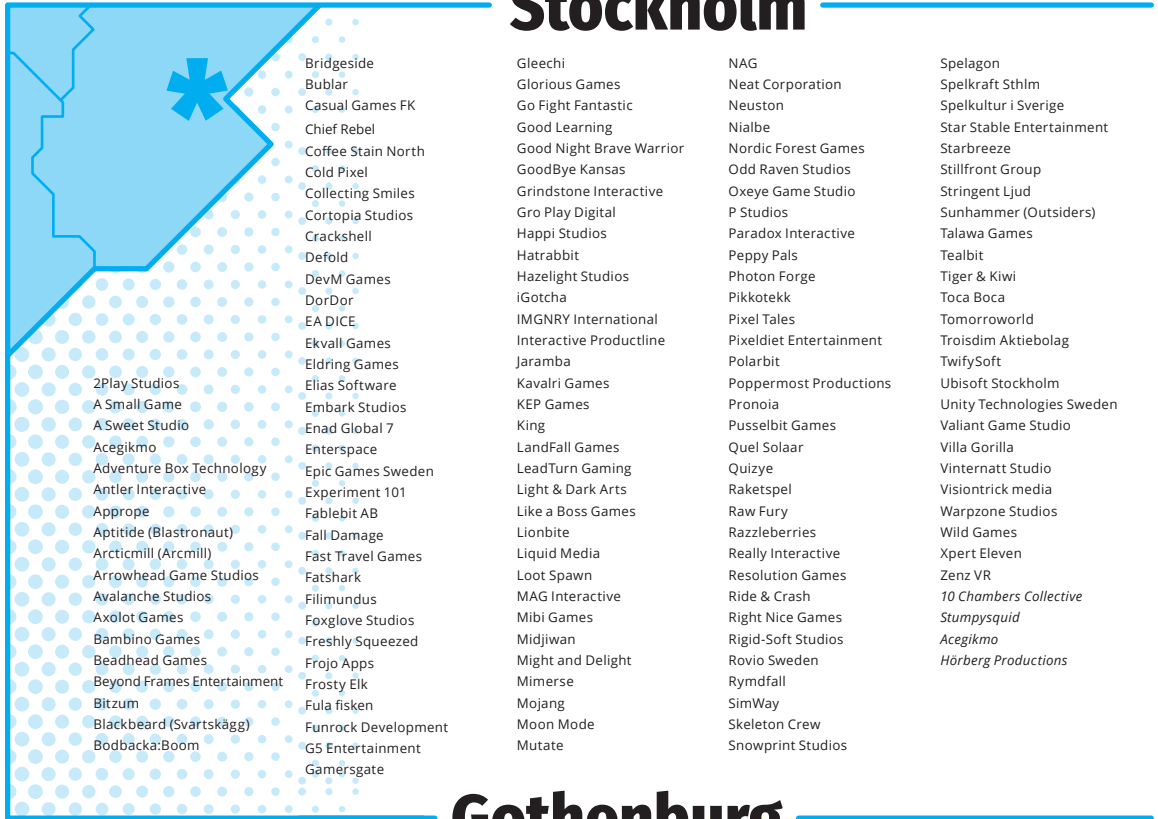 Stockholm
2Play Studios
A Small Game
A Sweet Studio
Acegikmo
Adventure Box Technology
Antler Interactive
Apprope
Aptitide (Blastronaut)
Arcticmill (Arcmill)
Arrowhead Game Studios
Avalanche Studios
Axolot Games
Bambino Games
Beadhead Games
Beyond Frames Entertainment
Bitzum
Blackbeard (Svartskägg)
Bodbacka:Boom
Bridgeside
Bublar
Casual Games FK
Chief Rebel
Coffee Stain North
Cold Pixel
Collecting Smiles
Cortopia Studios
Crackshell
Defold
DevM Games
DorDor
EA DICE
Ekvall Games
Eldring Games
Elias Software
Embark Studios
Enad Global 7
Enterspace
Epic Games Sweden
Experiment 101
Fablebit AB
Fall Damage
Fast Travel Games
Fatshark
Filimundus
Foxglove Studios
Freshly Squeezed
Frojo Apps
Frosty Elk
Fula fisken
Funrock Development
G5 Entertainment
Gamersgate
Gleechi
Glorious Games
Go Fight Fantastic
Good Learning
Good Night Brave Warrior
GoodBye Kansas
Grindstone Interactive
Gro Play Digital
Happi Studios
Hatrabbit
Hazelight Studios
iGotcha
IMGNRY International
Interactive Productline
Jaramba
Kavalri Games
KEP Games
King
LandFall Games
LeadTurn Gaming
Light & Dark Arts
Like a Boss Games
Lionbite
Liquid Media
Loot Spawn
MAG Interactive
Mibi Games
Midjiwan
Might and Delight
Mimerse
Mojang
Moon Mode
Mutate
NAG
Neat Corporation
Neuston
Nialbe
Nordic Forest Games
Odd Raven Studios
Oxeye Game Studio
P Studios
Paradox Interactive
Peppy Pals
Photon Forge
Pikkotekk
Pixel Tales
Pixeldiet Entertainment
Polarbit
Poppermost Productions
Pronoia
Pusselbit Games
Quel Solaar
Quizye
Raketspel
Raw Fury
Razzleberries
Really Interactive
Resolution Games
Ride & Crash
Right Nice Games
Rigid-Soft Studios
Rovio Sweden
Rymdfall
SimWay
Skeleton Crew
Snowprint Studios
Spelagon
Spelkraft Sthlm
Spelkultur i Sverige
Star Stable Entertainment
Starbreeze
Stillfront Group
Stringent Ljud
Sunhammer (Outsiders)
Talawa Games
Tealbit
Tiger & Kiwi
Toca Boca
Tomorroworld
Troisdim Aktiebolag
TwifySoft
Ubisoft Stockholm
Unity Technologies Sweden
Valiant Game Studio
Villa Gorilla
Vinternatt Studio
Visiontrick media
Warpzone Studios
Wild Games
Xpert Eleven
Zenz VR
10 Chambers Collective
Stumpysquid
Acegikmo
Hörberg Productions
Gothenburg